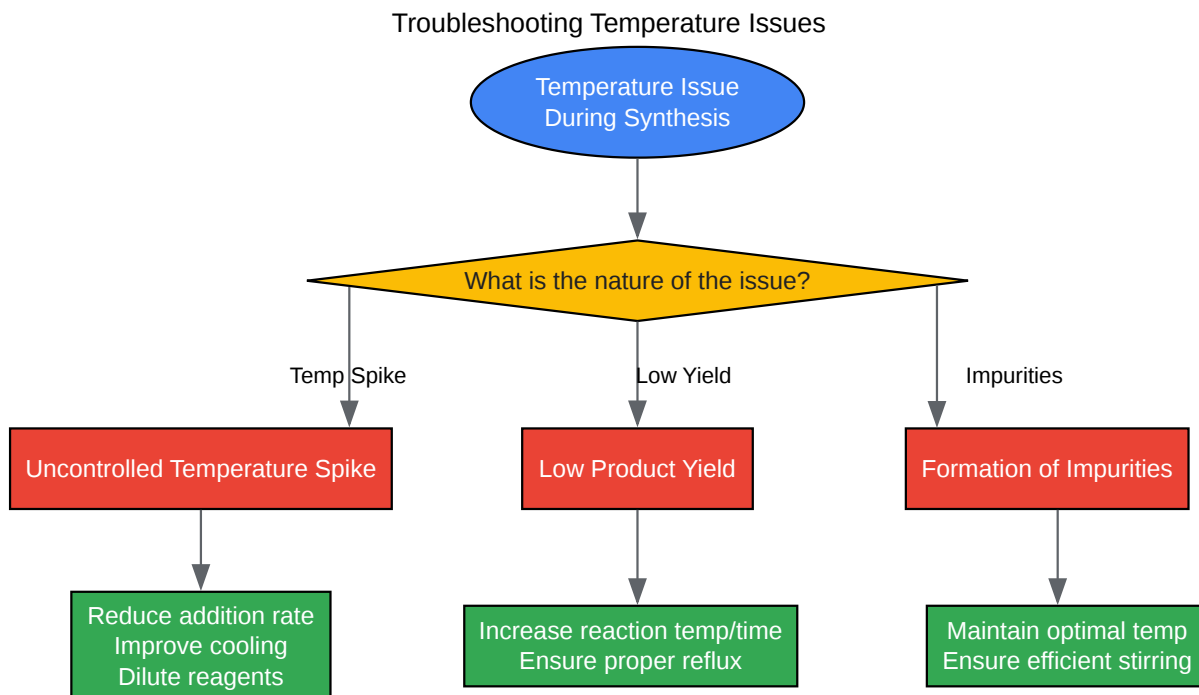 Troubleshooting Temperature Issues
Temperature Issue
During Synthesis
What is the nature of the issue?
Temp Spike
Low Yield
Impurities
Uncontrolled Temperature Spike
Low Product Yield
Formation of Impurities
Reduce addition rate
Improve cooling
Dilute reagents
Increase reaction temp/time
Ensure proper reflux
Maintain optimal temp
Ensure efficient stirring